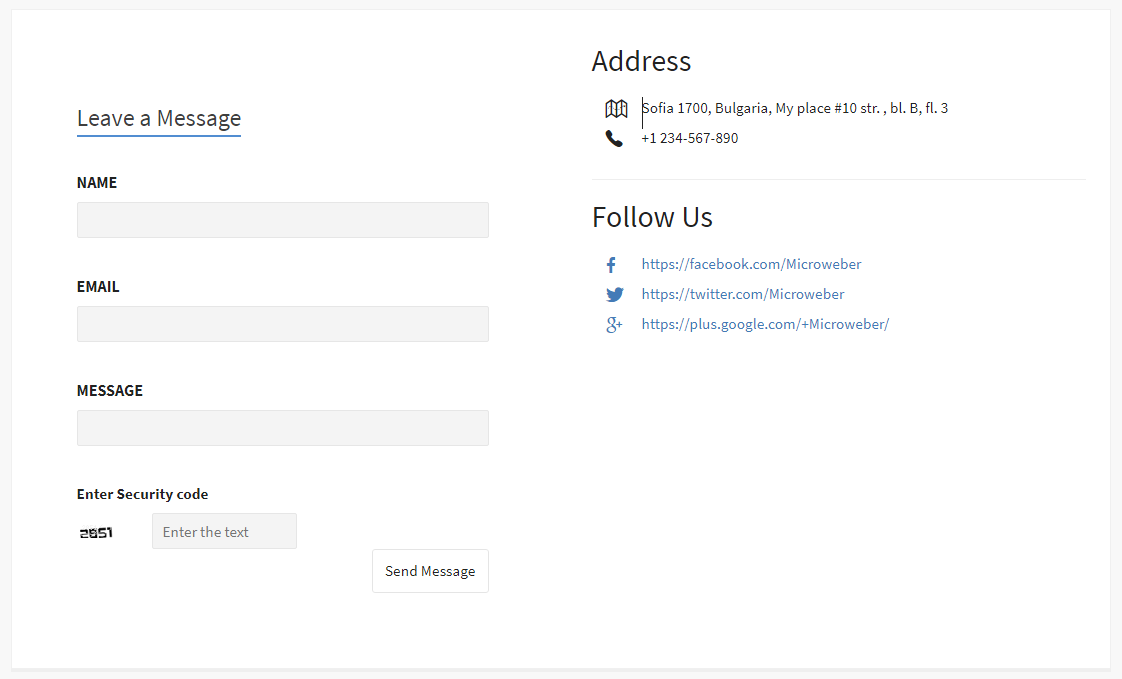 Leave a Message
NAME
EMAIL
MESSAGE
Enter Security code
2851
Enter the text
Send Message
Address
Sofia 1700, Bulgaria, My place #10 str. , bl. B, fl. 3
+1 234-567-890
Follow Us
https://facebook.com/Microweber
https://twitter.com/Microweber
https://plus.google.com/+Microweber/